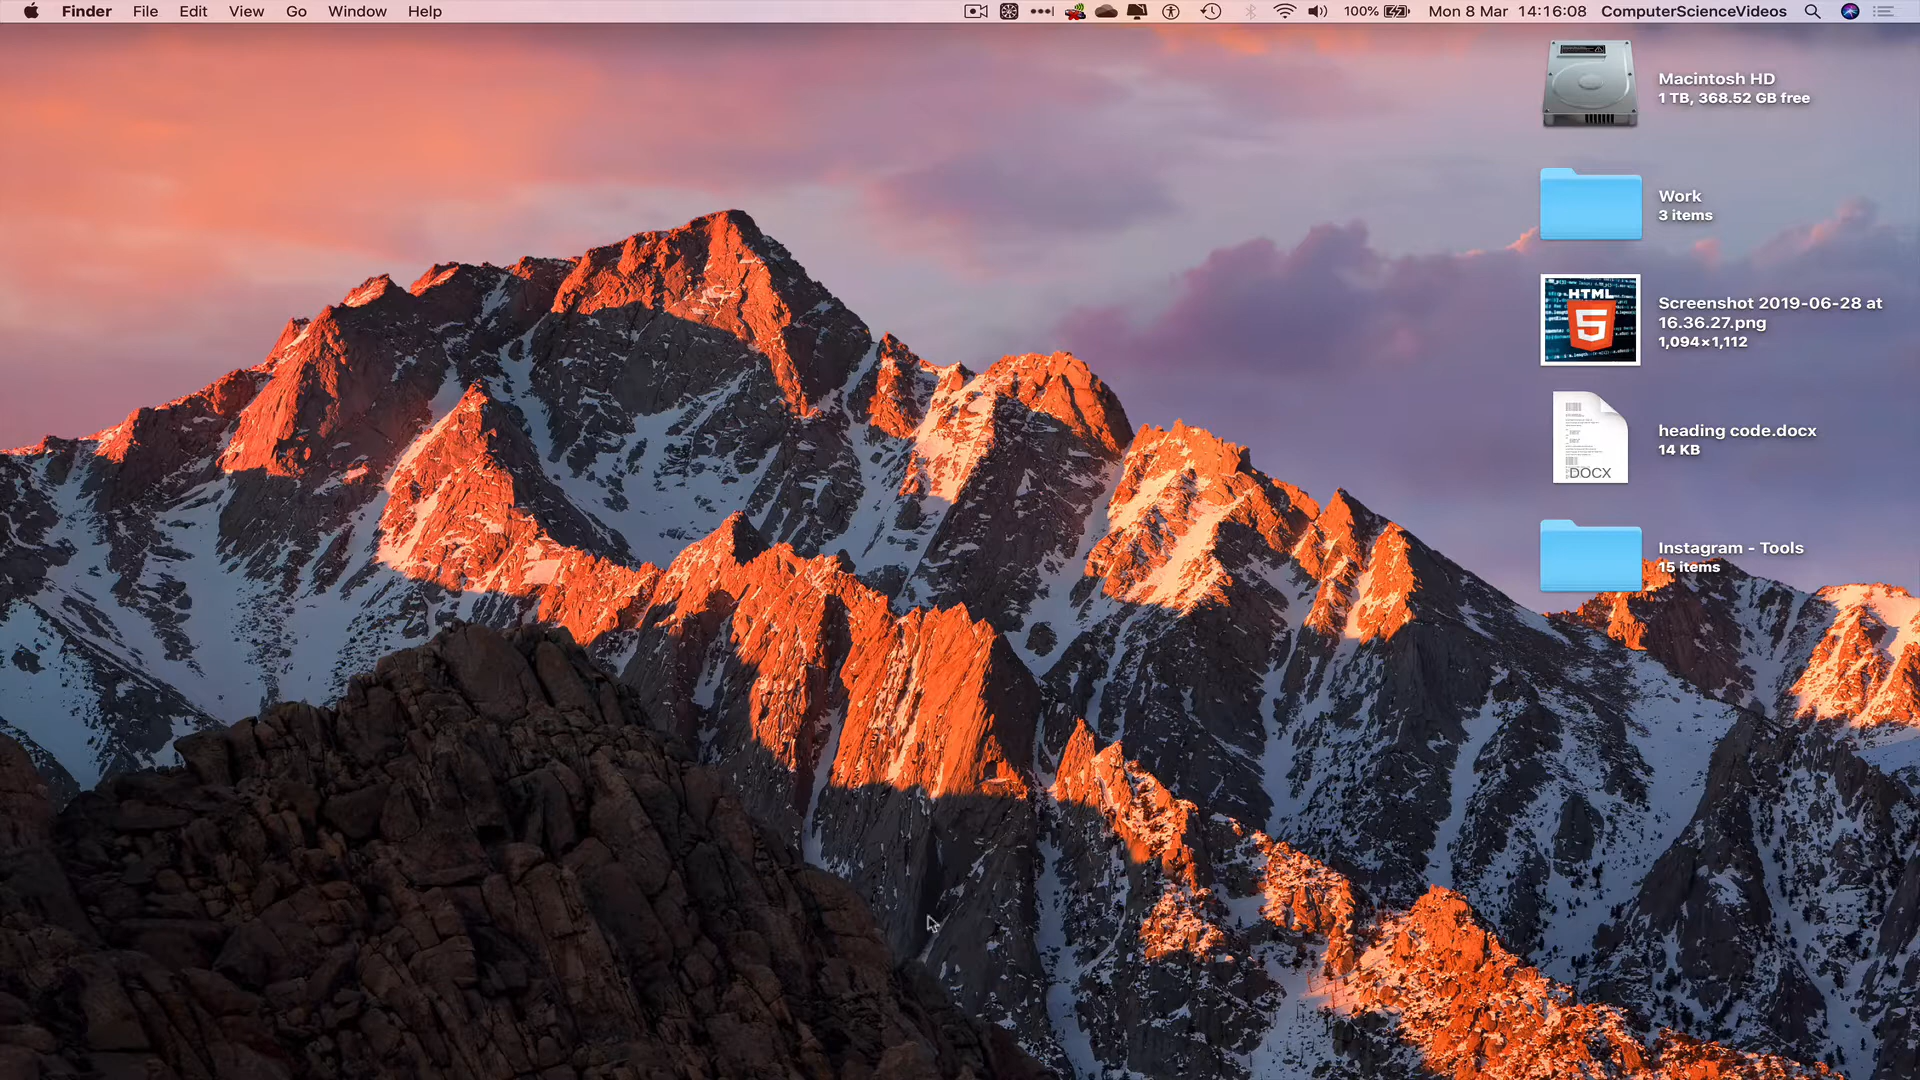 Finder File Edit View Go Window Help 100% Mon 8 Mar 14:16:08 ComputerScienceVideos
Macintosh HD
1 TB, 368.52 GB free
Work
3 items
HTML
5
Screenshot 2019-06-28 at
16.36.27.png
1,094×1,112
DOCX
heading code.docx
14 KB
Instagram - Tools
15 items